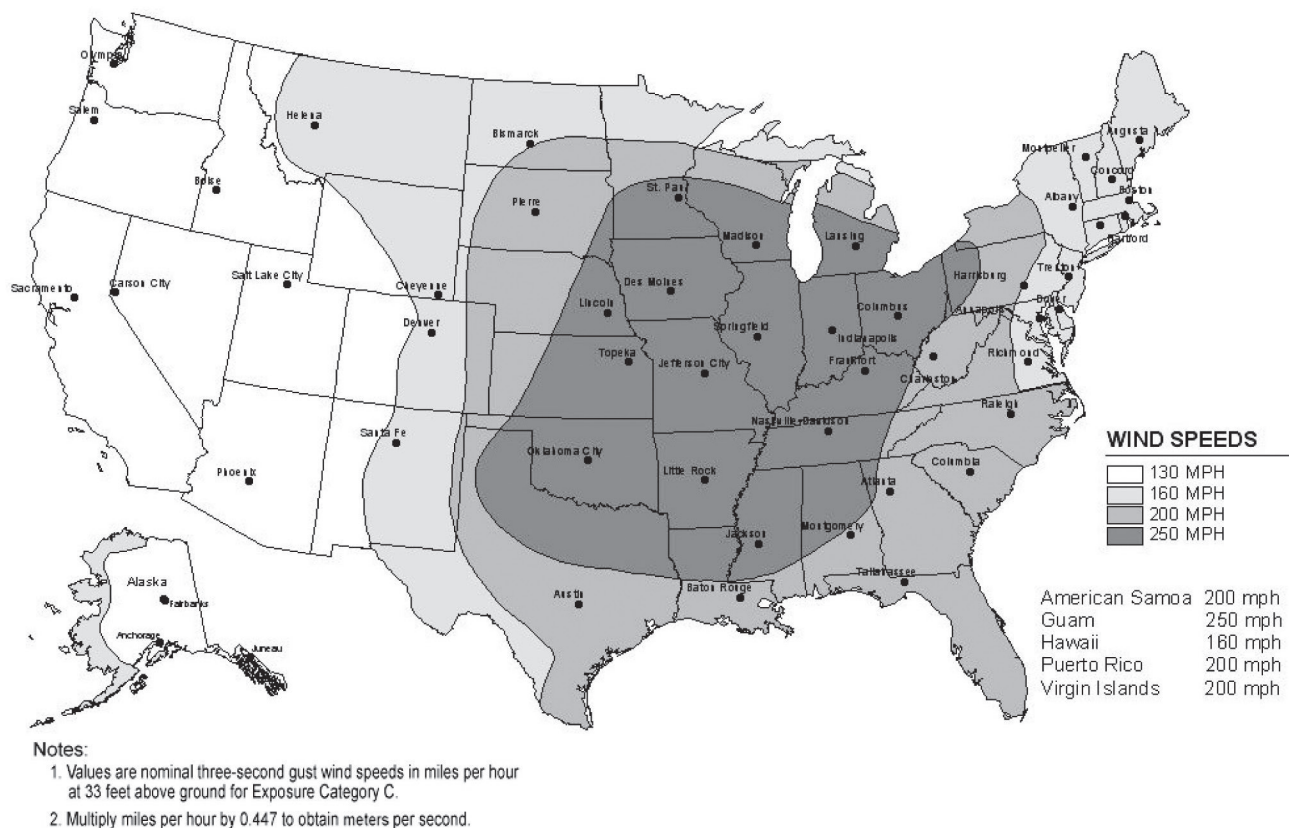 Olympia
Salem
Helena
Boise
Bismarck
Pierre
St. Paul
Madison
Lansing
Augusta
Montpelier
Concord
Boston
Albany
Hartford
Sacramento
Carson City
Salt Lake City
Cheyenne
Denver
Lincoln
Des Moines
Topeka
Springfield
Jefferson City
Indianapolis
Columbus
Frankfort
Charleston
Harrisburg
Trenton
Dover
Annapolis
Richmond
Raleigh
Nashville-Davidson
Santa Fe
Phoenix
Oklahoma City
Little Rock
Columbia
Atlanta
Montgomery
Jackson
Tallahassee
Baton Rouge
Austin
Alaska
Fairbanks
Anchorage
Juneau
WIND SPEEDS
130 MPH
160 MPH
200 MPH
250 MPH
American Samoa 200 mph
Guam 250 mph
Hawaii 160 mph
Puerto Rico 200 mph
Virgin Islands 200 mph
Notes:
1. Values are nominal three-second gust wind speeds in miles per hour
at 33 feet above ground for Exposure Category C.
2. Multiply miles per hour by 0.447 to obtain meters per second.